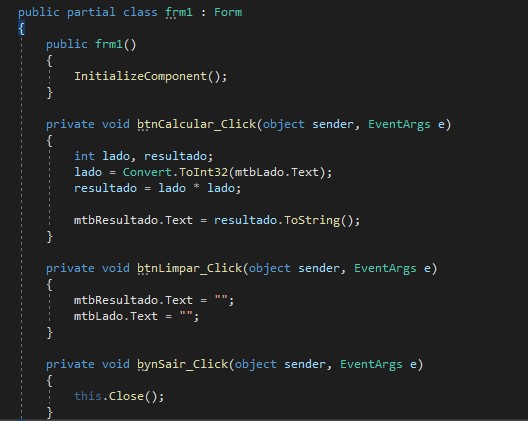 public partial class frm1 : Form
{
public frm1()
{
InitializeComponent();
}
private void btnCalcular_Click(object sender, EventArgs e)
{
int lado, resultado;
lado = Convert.ToInt32(mtbLado.Text);
resultado = lado * lado;
mtbResultado.Text = resultado.ToString();
}
private void btnLimpar_Click(object sender, EventArgs e)
{
mtbResultado.Text = "";
mtbLado.Text = "";
}
private void bynSair_Click(object sender, EventArgs e)
{
this.Close();
}